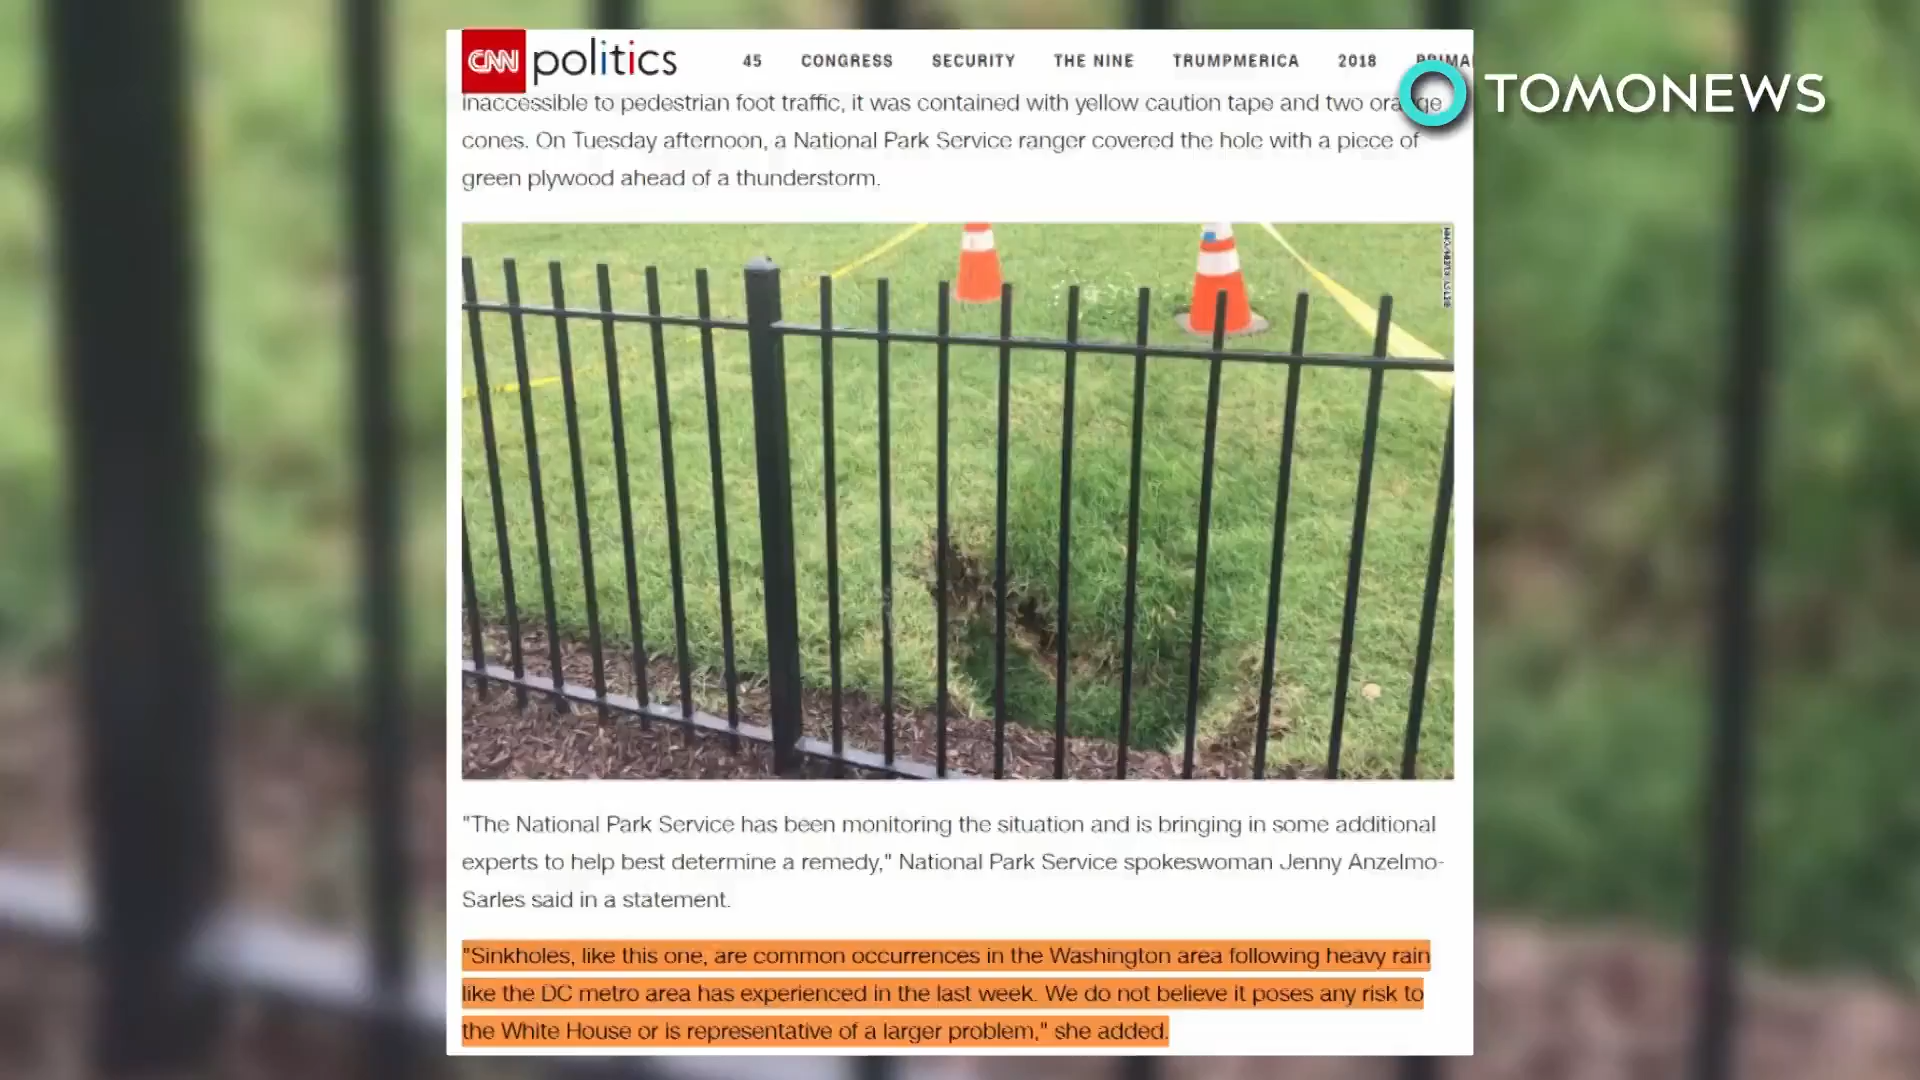 CNN politics 45 CONGRESS SECURITY THE NINE TRUMPMERICA 2018
TOMONEWS
inaccessible to pedestrian foot traffic, it was contained with yellow caution tape and two orange
cones. On Tuesday afternoon, a National Park Service ranger covered the hole with a piece of
green plywood ahead of a thunderstorm.
"The National Park Service has been monitoring the situation and is bringing in some additional
experts to help best determine a remedy," National Park Service spokeswoman Jenny Anzelmo-
Sarles said in a statement.
"Sinkholes, like this one, are common occurrences in the Washington area following heavy rain
like the DC metro area has experienced in the last week. We do not believe it poses any risk to
the White House or is representative of a larger problem," she added.